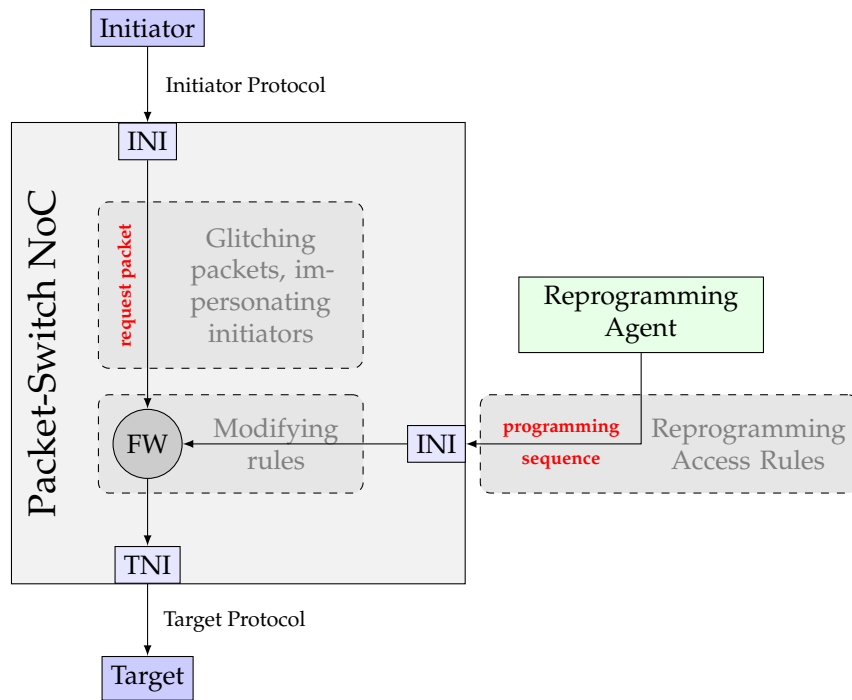 Initiator
Initiator Protocol
INI
Packet-Switch NoC
request packet
Glitching
packets, im-
personating
initiators
Reprogramming
Agent
FW
Modifying
rules
INI
programming
sequence
Reprogramming
Access Rules
TNI
Target Protocol
Target